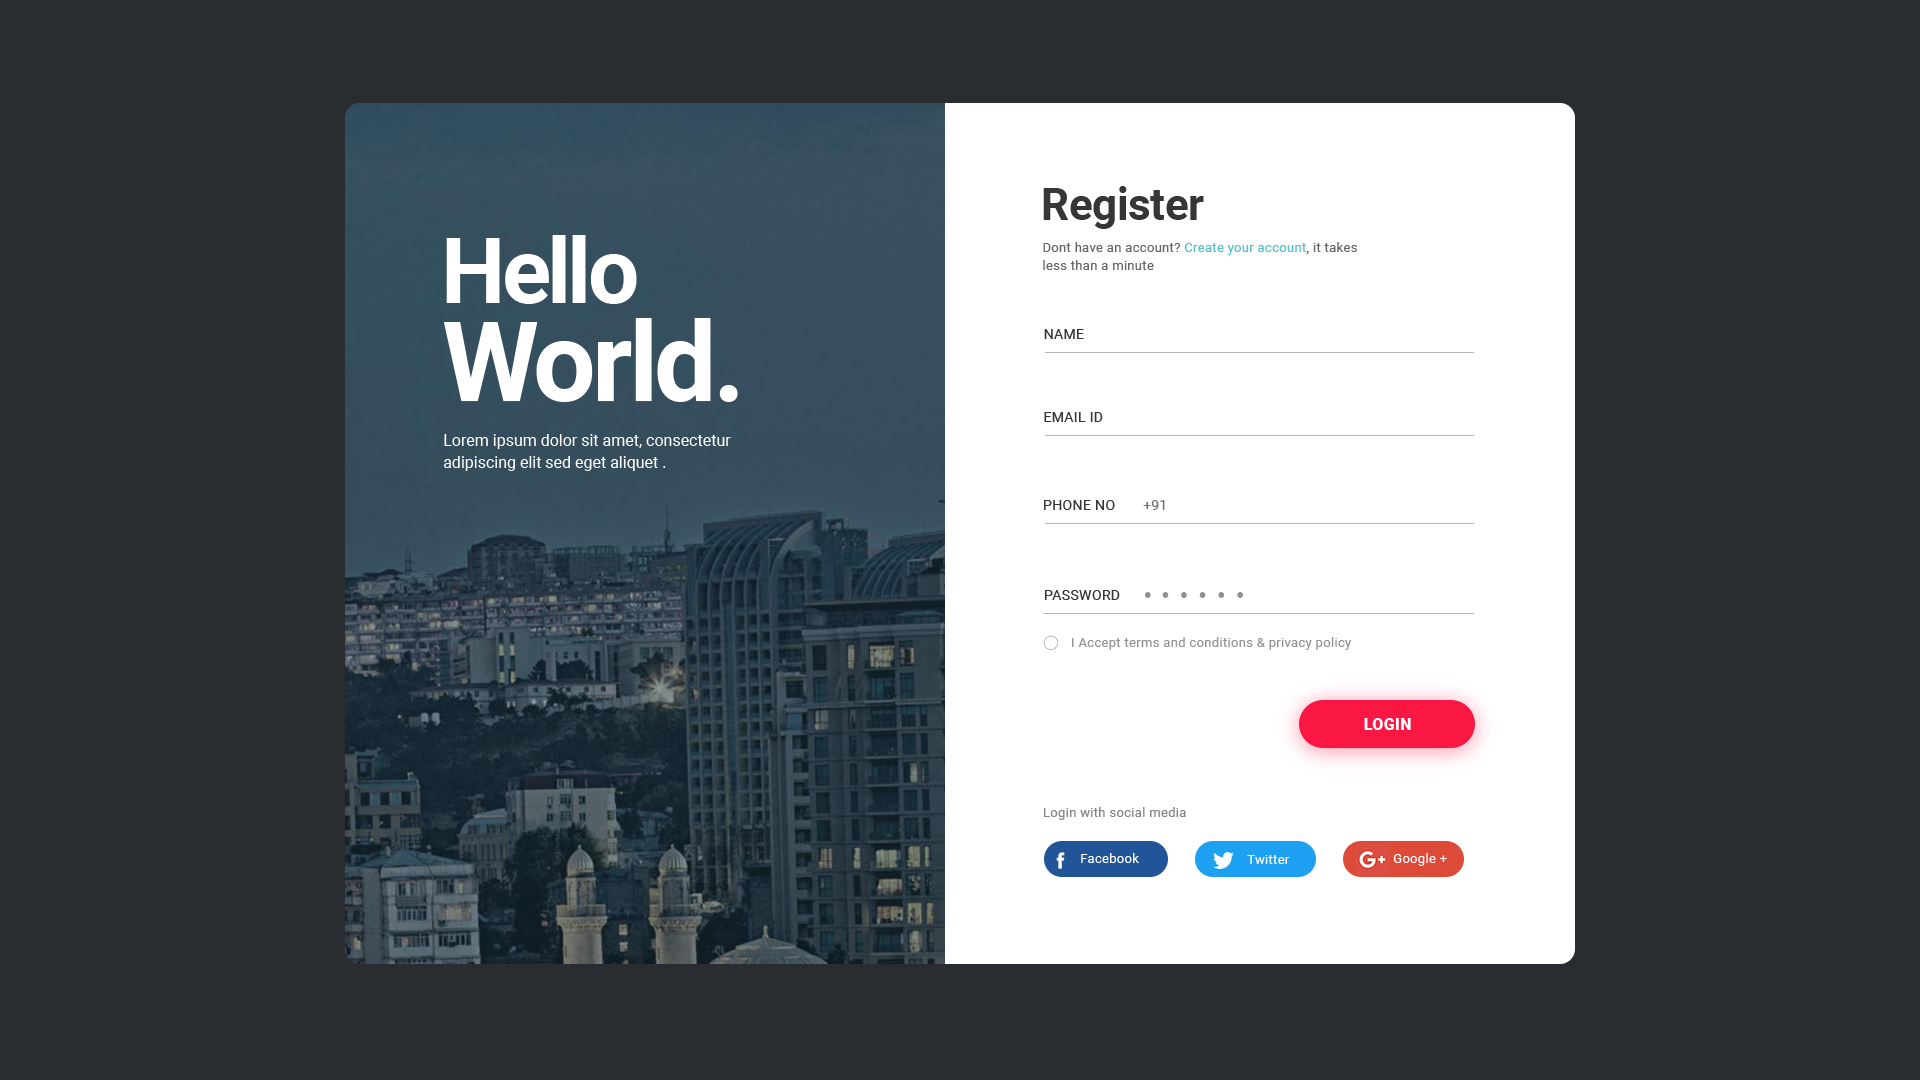 Hello
World.
Lorem ipsum dolor sit amet, consectetur
adipiscing elit sed eget aliquet .
Register
Dont have an account? Create your account, it takes
less than a minute
NAME
EMAIL ID
PHONE NO +91
PASSWORD • • • • • •
I Accept terms and conditions & privacy policy
LOGIN
Login with social media
f Facebook
Twitter
G+ Google +